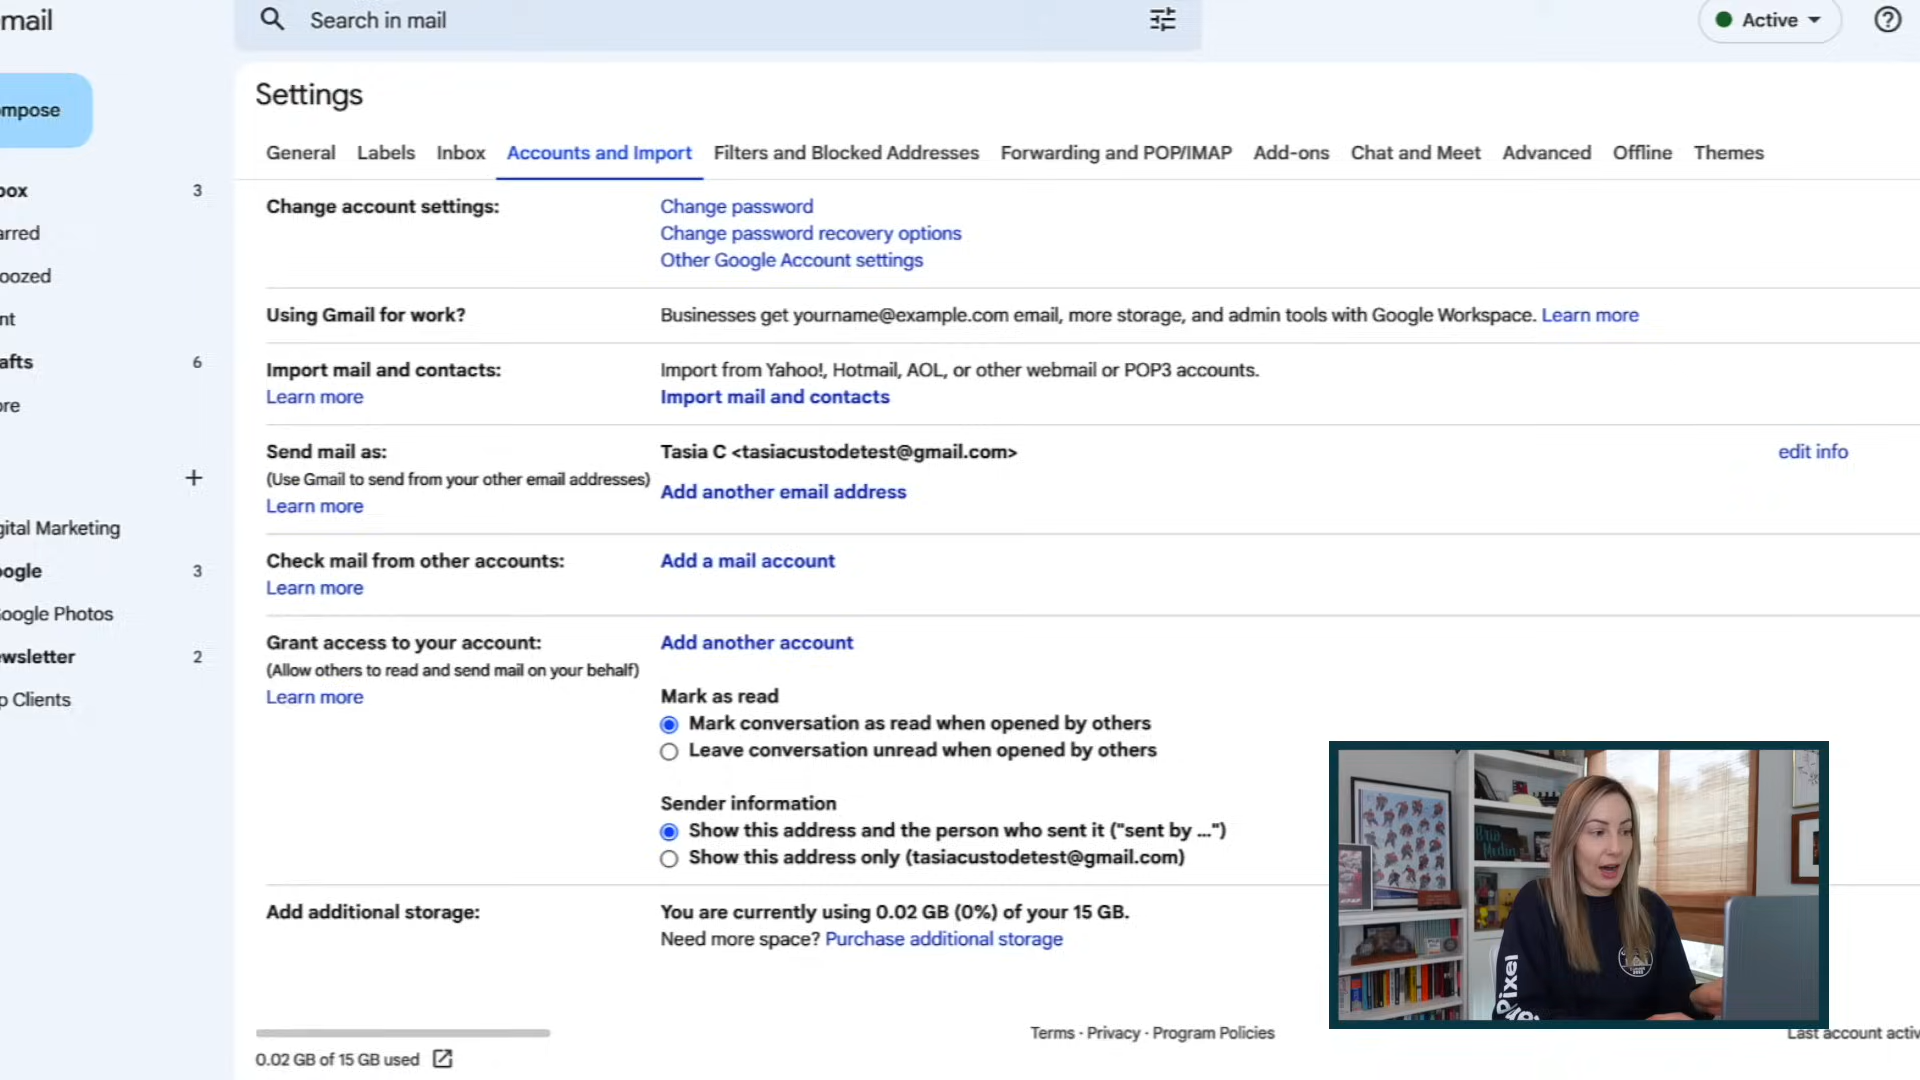 mail
Search in mail
Active
Settings
mpose
General Labels Inbox Accounts and Import Filters and Blocked Addresses Forwarding and POP/IMAP Add-ons Chat and Meet Advanced Offline Themes
box 3
arred
oozed
nt
afts 6
ore
gital Marketing
oogle 3
Google Photos
ewsletter 2
p Clients
Change account settings: Change password
Change password recovery options
Other Google Account settings
Using Gmail for work? Businesses get yourname@example.com email, more storage, and admin tools with Google Workspace. Learn more
Import mail and contacts: Import from Yahoo!, Hotmail, AOL, or other webmail or POP3 accounts.
Learn more Import mail and contacts
Send mail as: Tasia C <tasiacustodetest@gmail.com> edit info
(Use Gmail to send from your other email addresses) Add another email address
Learn more
Check mail from other accounts: Add a mail account
Learn more
Grant access to your account: Add another account
(Allow others to read and send mail on your behalf)
Learn more
Mark as read
Mark conversation as read when opened by others
Leave conversation unread when opened by others
Sender information
Show this address and the person who sent it ("sent by ...")
Show this address only (tasiacustodetest@gmail.com)
Add additional storage: You are currently using 0.02 GB (0%) of your 15 GB.
Need more space? Purchase additional storage
Brio
Media
Pixel
Terms · Privacy · Program Policies
Last account activ
0.02 GB of 15 GB used